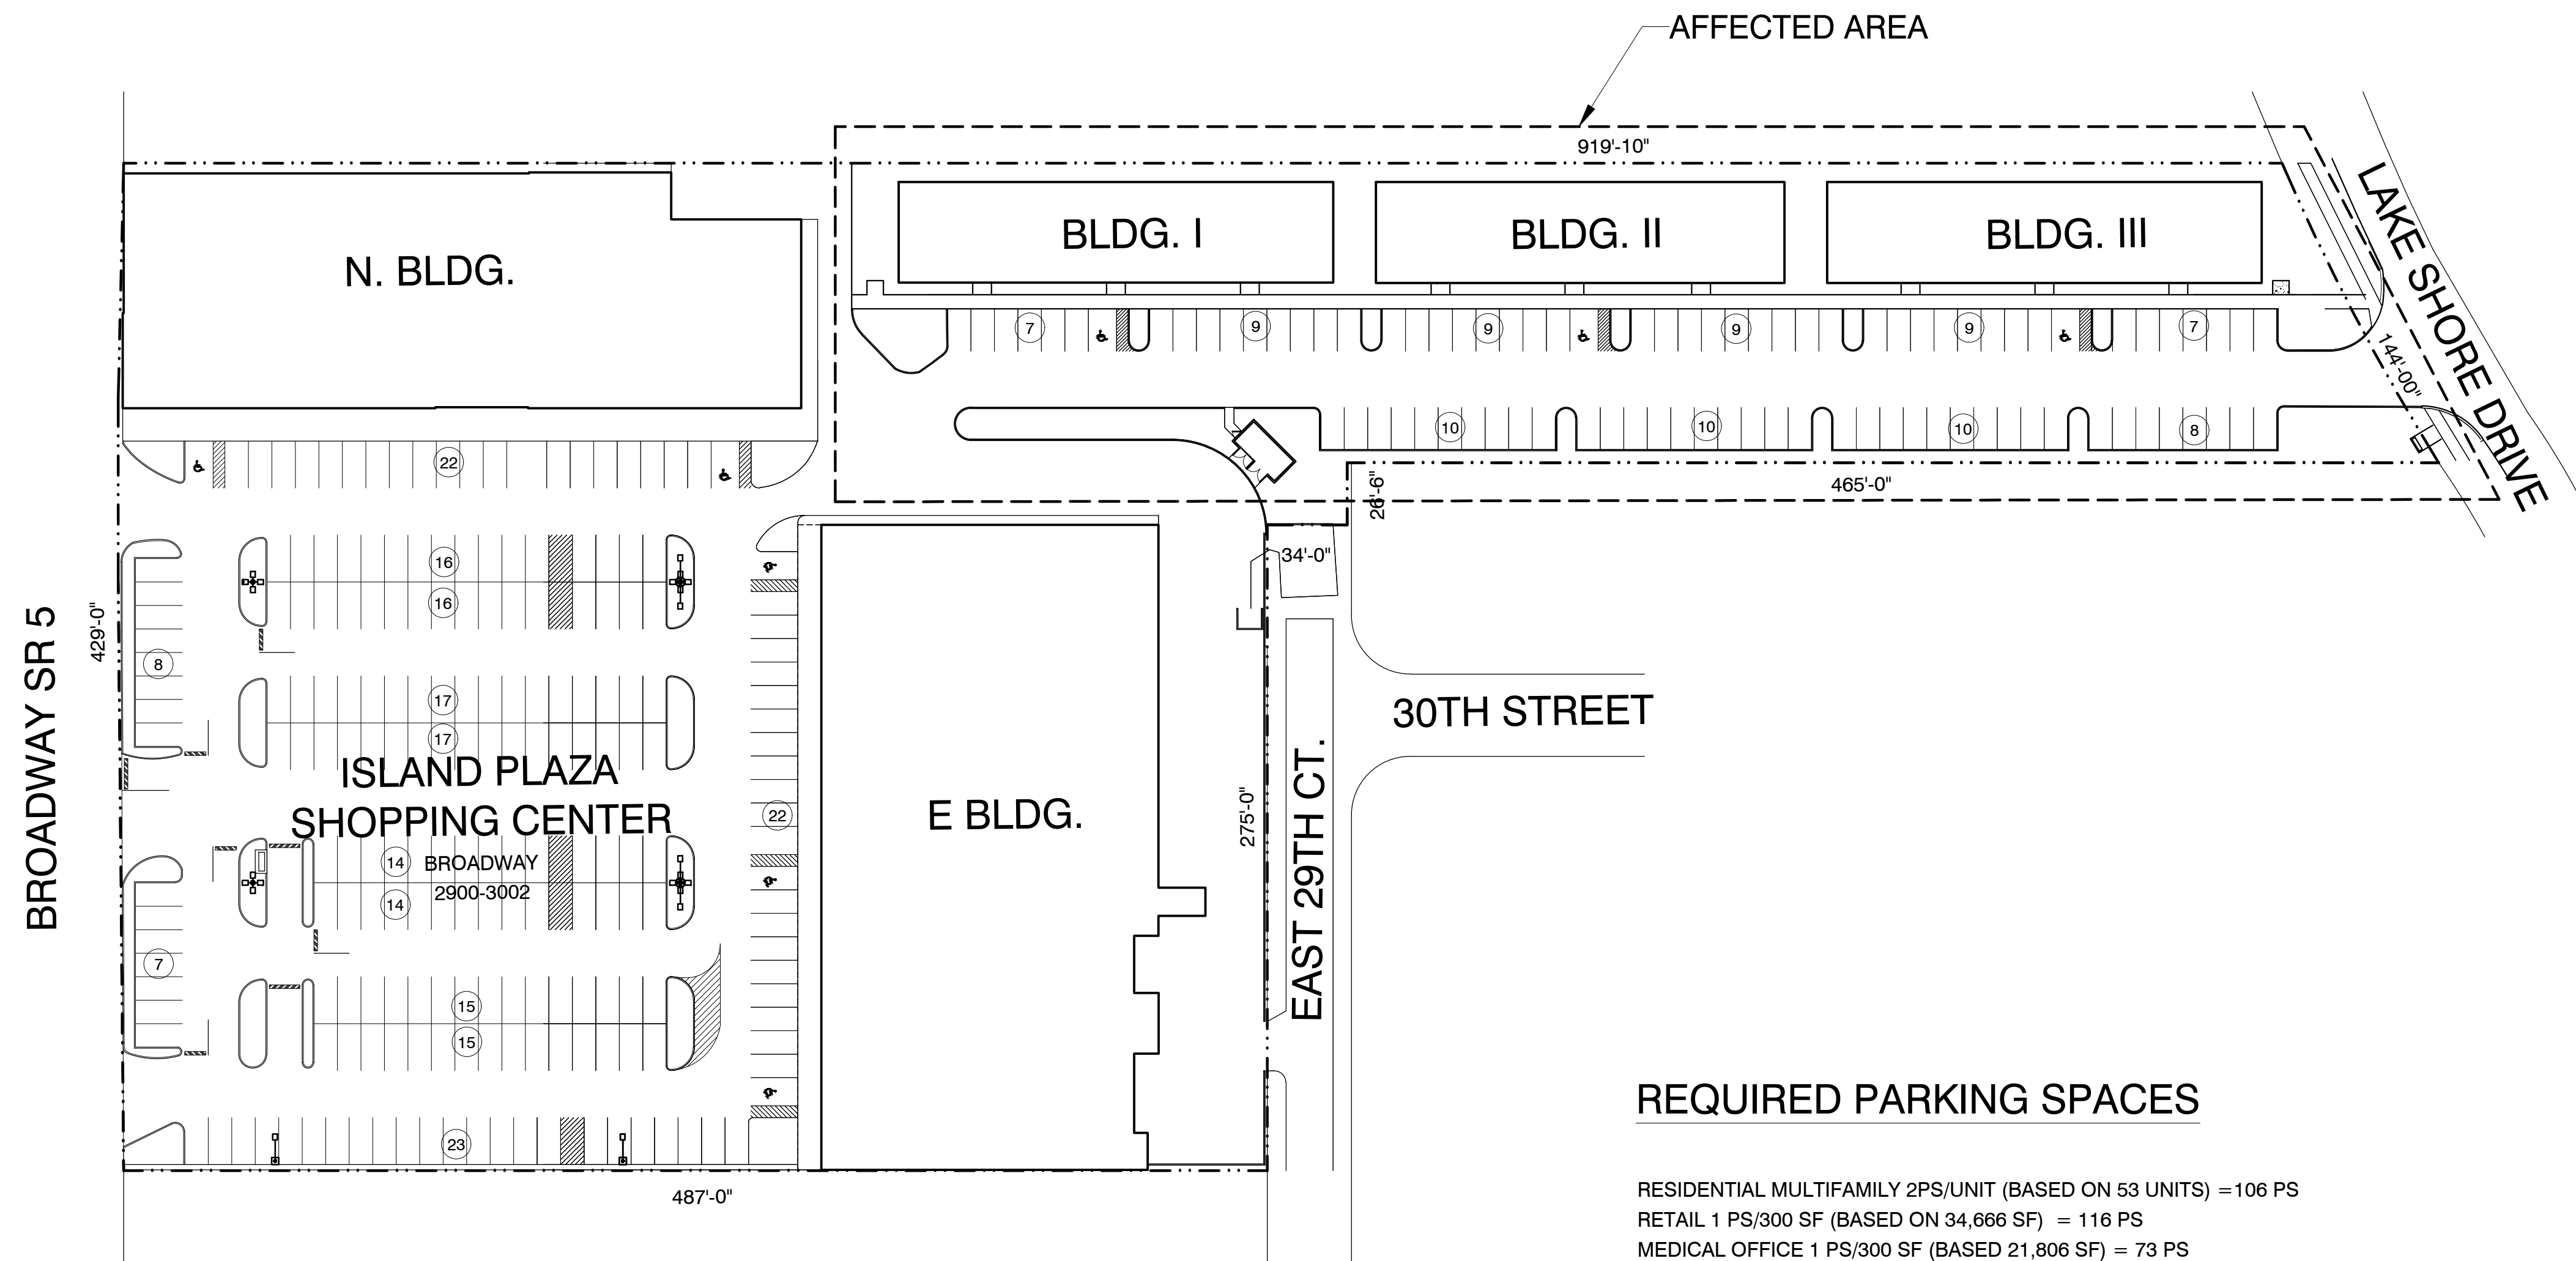 AFFECTED AREA
919'-10"
LAKE SHORE DRIVE
144'-00"
N. BLDG.
BLDG. I
BLDG. II
BLDG. III
7
9
9
9
9
7
10
10
10
8
22
465'-0"
26'-6"
34'-0"
BROADWAY SR 5
429'-0"
16
16
8
17
17
ISLAND PLAZA
SHOPPING CENTER
14
BROADWAY
14
2900-3002
22
7
15
15
23
487'-0"
E BLDG.
275'-0"
EAST 29TH CT.
30TH STREET
REQUIRED PARKING SPACES
RESIDENTIAL MULTIFAMILY 2PS/UNIT (BASED ON 53 UNITS) =106 PS
RETAIL 1 PS/300 SF (BASED ON 34,666 SF) = 116 PS
MEDICAL OFFICE 1 PS/300 SF (BASED 21,806 SF) = 73 PS